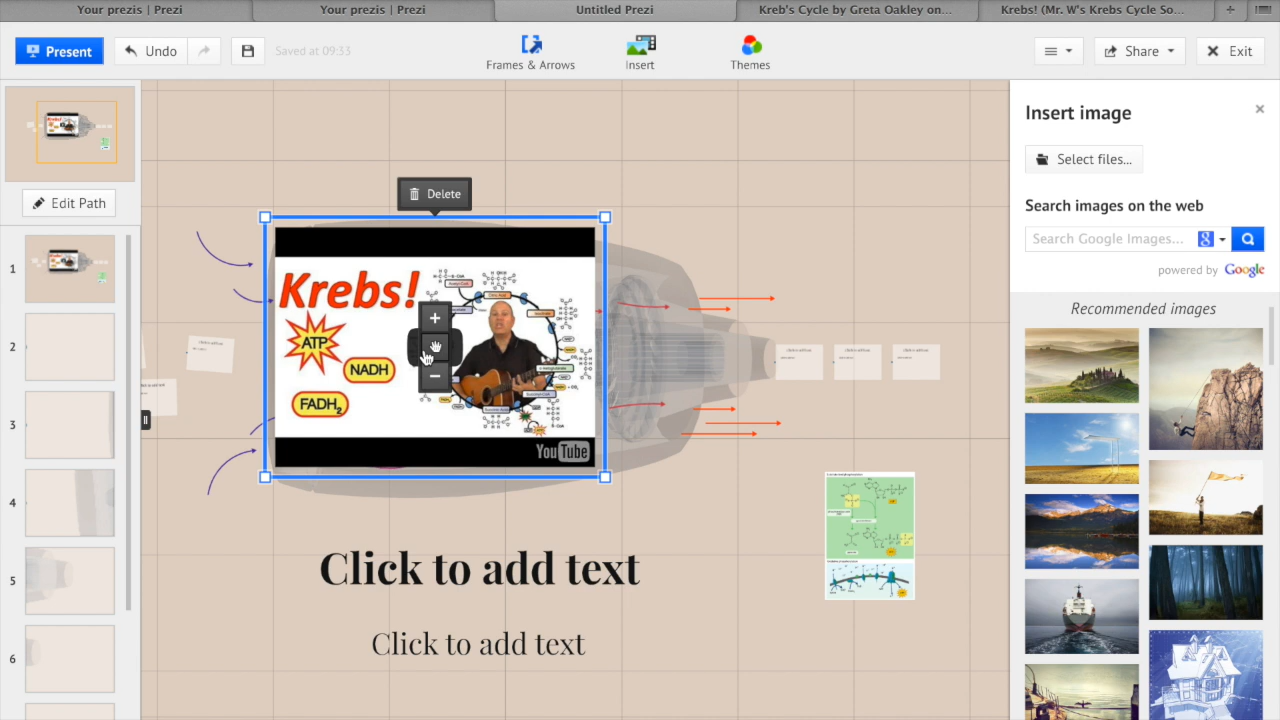 Your prezis | Prezi
Your prezis | Prezi
Untitled Prezi
Kreb's Cycle by Greta Oakley on...
Krebs! (Mr. W's Krebs Cycle So...
Present
Undo
Saved at 09:33
Frames & Arrows
Insert
Themes
Share
Exit
Edit Path
1
2
3
4
5
6
Delete
Krebs!
ATP
NADH
FADH2
YouTube
Click to add text
Click to add text
Insert image
Select files...
Search images on the web
Search Google Images...
powered by Google
Recommended images